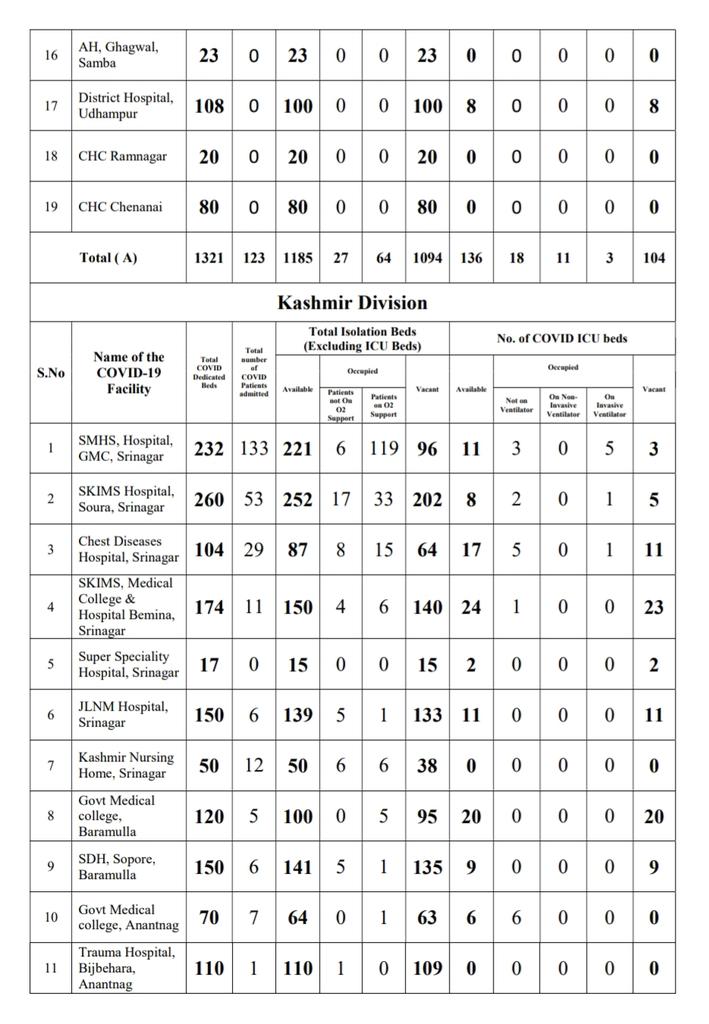 16 AH, Ghagwal, Samba 23 0 23 0 0 23 0 0 0 0 0
17 District Hospital, Udhampur 108 0 100 0 0 100 8 0 0 0 8
18 CHC Ramnagar 20 0 20 0 0 20 0 0 0 0 0
19 CHC Chenanai 80 0 80 0 0 80 0 0 0 0 0
Total ( A) 1321 123 1185 27 64 1094 136 18 11 3 104
Kashmir Division
S.No Name of the COVID-19 Facility Total COVID Dedicated Beds Total number of COVID Patients admitted Total Isolation Beds (Excluding ICU Beds) No. of COVID ICU beds
Available Occupied Vacant Available Occupied Vacant
Patients not On O2 Support Patients on O2 Support Not on Ventilator On Non-Invasive Ventilator On Invasive Ventilator
1 SMHS, Hospital, GMC, Srinagar 232 133 221 6 119 96 11 3 0 5 3
2 SKIMS Hospital, Soura, Srinagar 260 53 252 17 33 202 8 2 0 1 5
3 Chest Diseases Hospital, Srinagar 104 29 87 8 15 64 17 5 0 1 11
4 SKIMS, Medical College & Hospital Bemina, Srinagar 174 11 150 4 6 140 24 1 0 0 23
5 Super Speciality Hospital, Srinagar 17 0 15 0 0 15 2 0 0 0 2
6 JLNM Hospital, Srinagar 150 6 139 5 1 133 11 0 0 0 11
7 Kashmir Nursing Home, Srinagar 50 12 50 6 6 38 0 0 0 0 0
8 Govt Medical college, Baramulla 120 5 100 0 5 95 20 0 0 0 20
9 SDH, Sopore, Baramulla 150 6 141 5 1 135 9 0 0 0 9
10 Govt Medical college, Anantnag 70 7 64 0 1 63 6 6 0 0 0
11 Trauma Hospital, Bijbehara, Anantnag 110 1 110 1 0 109 0 0 0 0 0